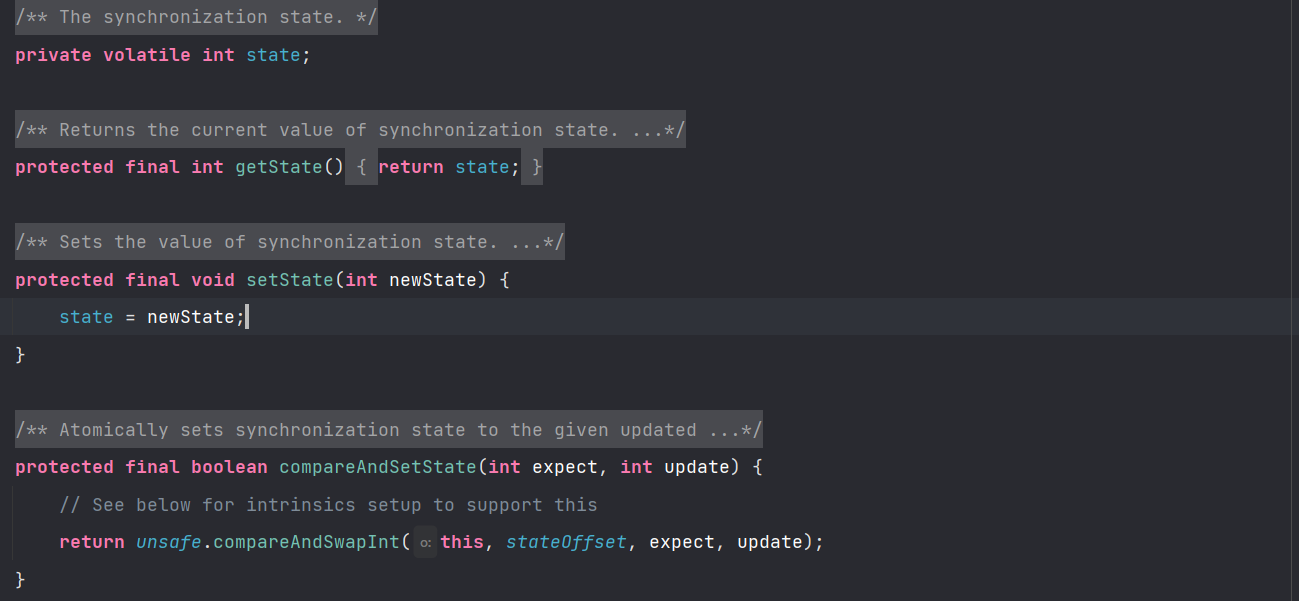 /** The synchronization state. */
private volatile int state;
/** Returns the current value of synchronization state. ...*/
protected final int getState() { return state; }
/** Sets the value of synchronization state. ...*/
protected final void setState(int newState) {
state = newState;
}
/** Atomically sets synchronization state to the given updated ...*/
protected final boolean compareAndSetState(int expect, int update) {
// See below for intrinsics setup to support this
return unsafe.compareAndSwapInt( o: this, stateOffset, expect, update);
}